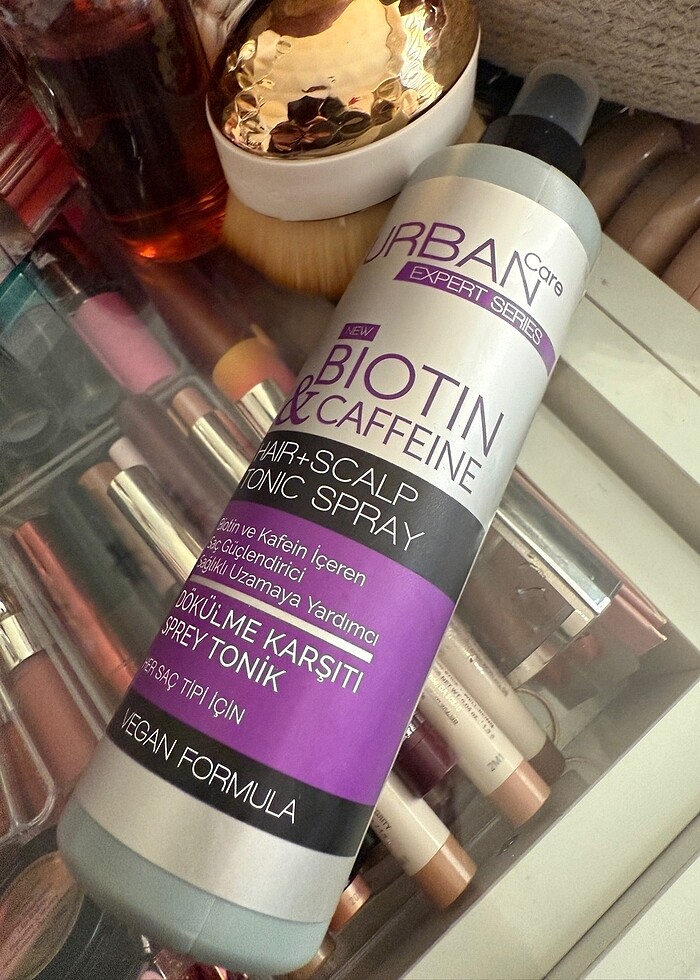 URBAN Care
EXPERT SERIES
NEW
BIOTIN
& CAFFEINE
HAIR+SCALP
TONIC SPRAY
Biotin ve Kafein İçeren
Saç Güçlendirici
Sağlıklı Uzamaya Yardımcı
DÖKÜLME KARŞITI
SPREY TONİK
HER SAÇ TİPİ İÇİN
VEGAN FORMULA